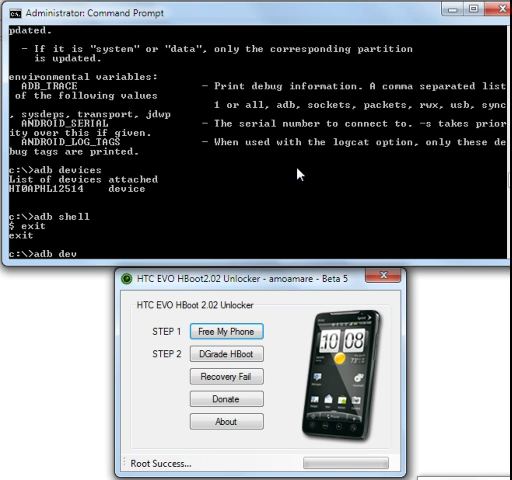 Administrator: Command Prompt
pdated.
- If it is "system" or "data", only the corresponding partition
is updated.
environmental variables:
ADB_TRACE - Print debug information. A comma separated list
of the following values
1 or all, adb, sockets, packets, rwx, usb, sync
, sysdeps, transport, jdwp
ANDROID_SERIAL - The serial number to connect to. -s takes prior
ity over this if given.
ANDROID_LOG_TAGS - When used with the logcat option, only these de
bug tags are printed.
c:\>adb devices
List of devices attached
HT0APHL12514 device
c:\>adb shell
$ exit
exit
c:\>adb dev
HTC EVO HBoot2.02 Unlocker - amoamare - Beta 5
HTC EVO HBoot 2.02 Unlocker
STEP 1 Free My Phone
STEP 2 DGrade HBoot
Recovery Fail
Donate
About
10 08
Root Success...